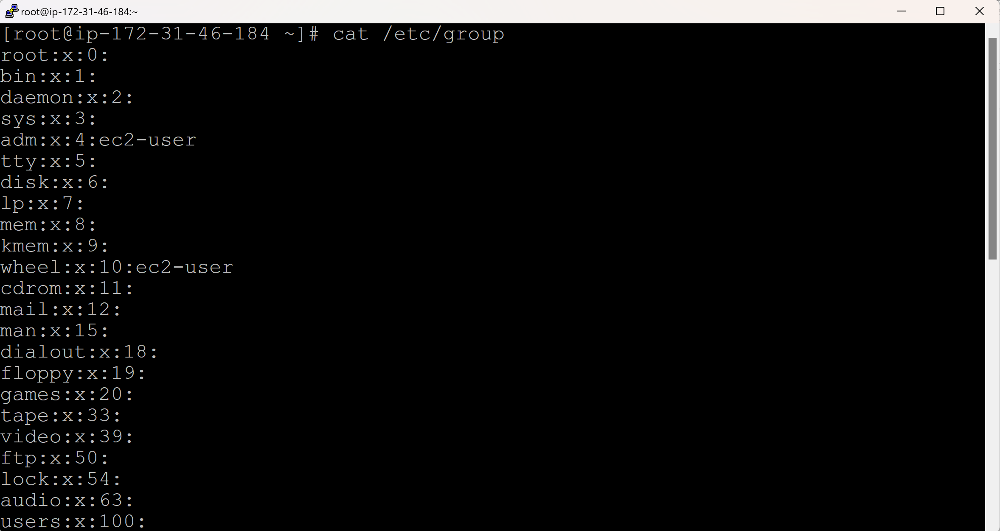 root@ip-172-31-46-184:~
[root@ip-172-31-46-184 ~]# cat /etc/group
root:x:0:
bin:x:1:
daemon:x:2:
sys:x:3:
adm:x:4:ec2-user
tty:x:5:
disk:x:6:
lp:x:7:
mem:x:8:
kmem:x:9:
wheel:x:10:ec2-user
cdrom:x:11:
mail:x:12:
man:x:15:
dialout:x:18:
floppy:x:19:
games:x:20:
tape:x:33:
video:x:39:
ftp:x:50:
lock:x:54:
audio:x:63:
users:x:100: